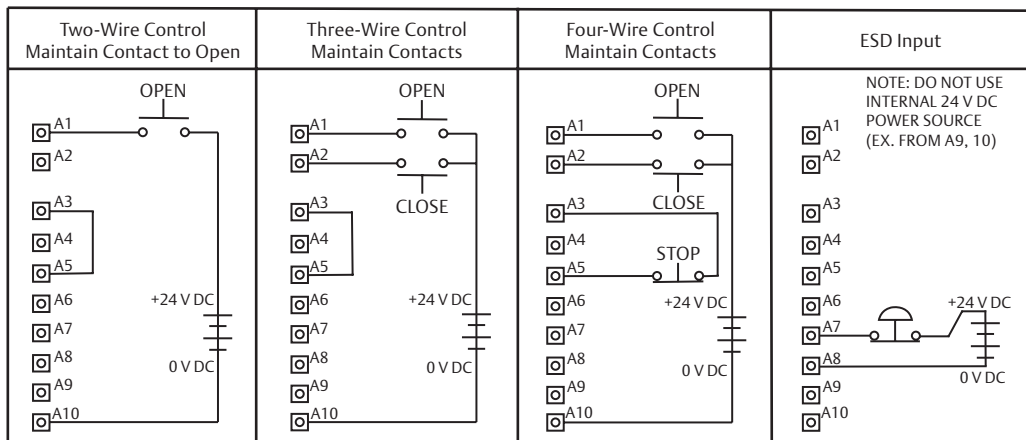 Two-Wire Control
Maintain Contact to Open
OPEN
A1
A2
A3
A4
A5
A6
+24 V DC
A7
A8
0 V DC
A9
A10
Three-Wire Control
Maintain Contacts
OPEN
A1
A2
CLOSE
A3
A4
A5
A6
+24 V DC
A7
A8
0 V DC
A9
A10
Four-Wire Control
Maintain Contacts
OPEN
A1
A2
CLOSE
A3
A4
STOP
A5
A6
+24 V DC
A7
A8
0 V DC
A9
A10
ESD Input
NOTE: DO NOT USE
INTERNAL 24 V DC
POWER SOURCE
(EX. FROM A9, 10)
A1
A2
A3
A4
A5
A6
+24 V DC
A7
A8
0 V DC
A9
A10